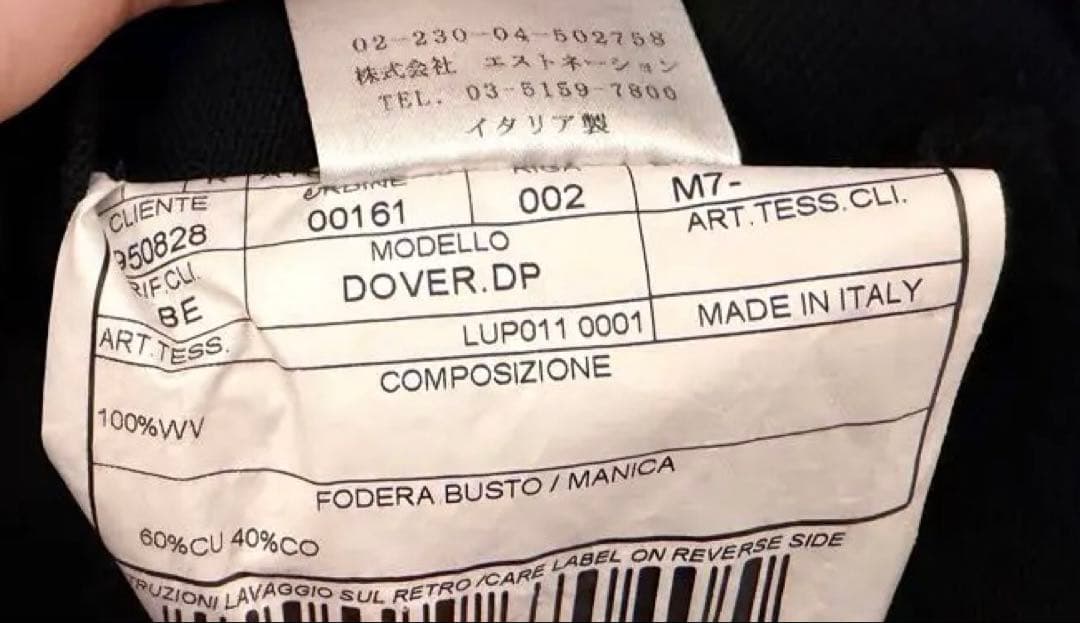 02-230-04-502758
株式会社 エストネーション
TEL. 03-5159-7800
イタリア製
CLIENTE
950828
ORDINE
00161
RIGA
002
M7-
RIF.CLI.
BE
MODELLO
DOVER.DP
ART.TESS.CLI.
ART.TESS.
LUP011 0001
MADE IN ITALY
COMPOSIZIONE
100%WV
FODERA BUSTO / MANICA
60%CU 40%CO
TRUZIONI LAVAGGIO SUL RETRO /CARE LABEL ON REVERSE SIDE